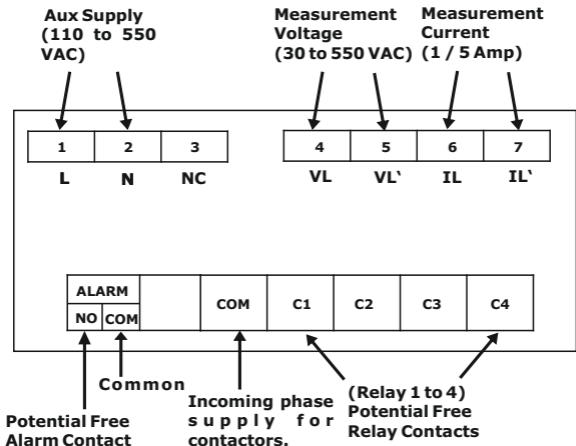 Aux Supply
(110 to 550
VAC)
Measurement
Voltage
(30 to 550 VAC)
Measurement
Current
(1 / 5 Amp)
1 2 3
L N NC
4 5 6 7
VL VL‘ IL IL‘
ALARM
NO COM
COM C1 C2 C3 C4
Common
Potential Free
Alarm Contact
Incoming phase
supply for
contactors.
(Relay 1 to 4)
Potential Free
Relay Contacts